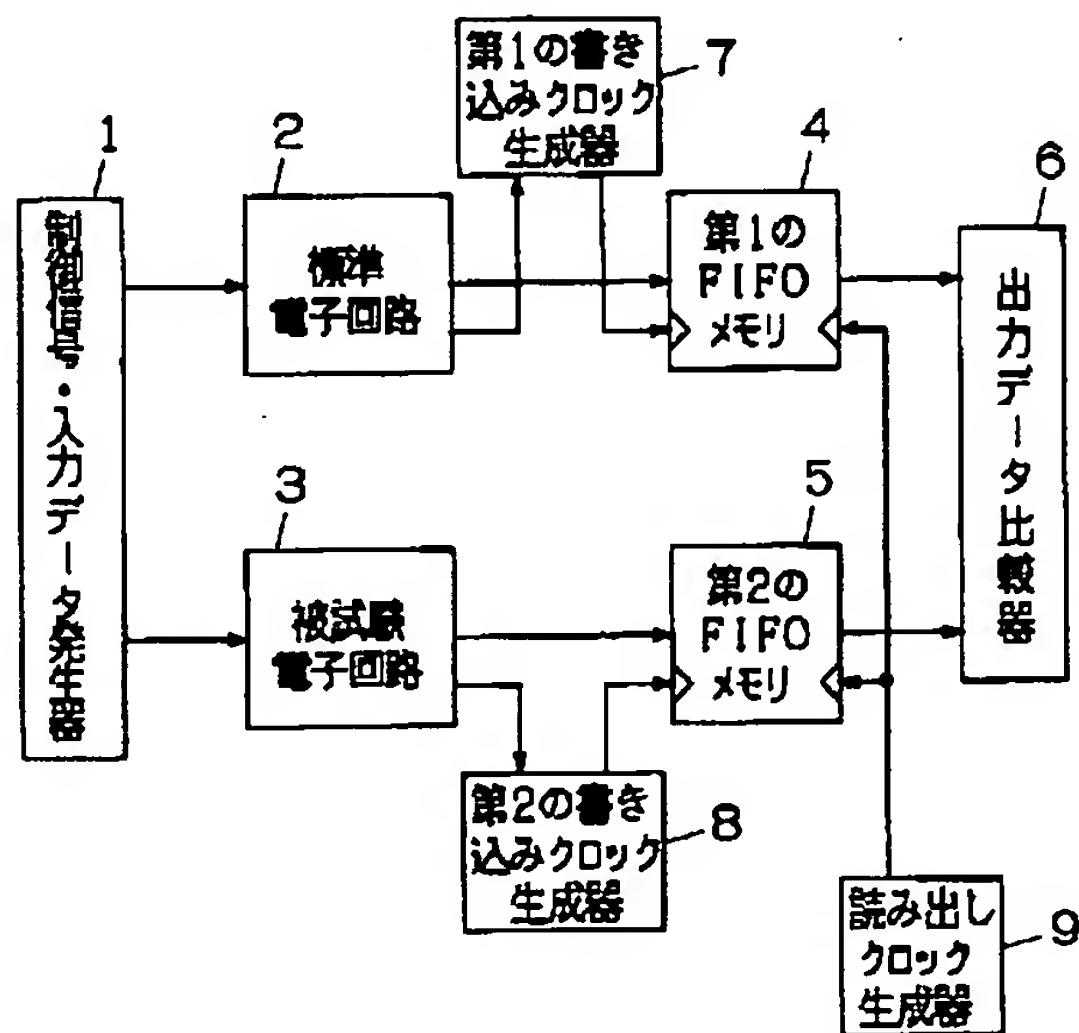 第1の書き
込みクロック
生成器
7
1
制御信号・入力データ発生器
2
標準
電子回路
4
第1の
FIFO
メモリ
6
出力データ比較器
3
被試験
電子回路
5
第2の
FIFO
メモリ
第2の書き
込みクロック
生成器
8
読み出し
クロック
生成器
9